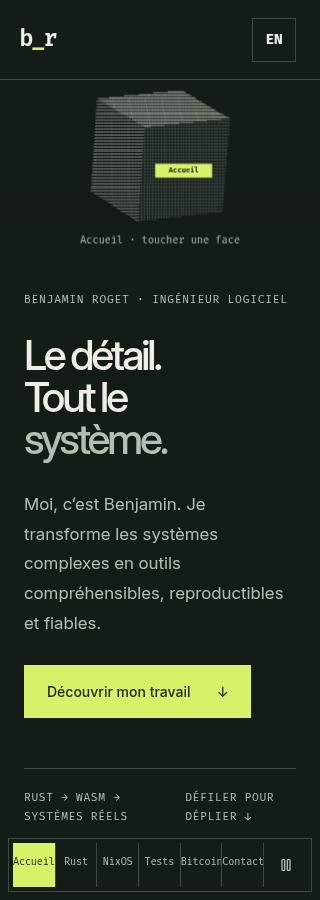 b_r
EN
Accueil
Accueil · toucher une face
BENJAMIN ROGET · INGÉNIEUR LOGICIEL
Le détail.
Tout le
système.
Moi, c’est Benjamin. Je
transforme les systèmes
complexes en outils
compréhensibles, reproductibles
et fiables.
Découvrir mon travail ↓
RUST → WASM →
SYSTÈMES RÉELS
DÉFILER POUR
DÉPLIER ↓
Accueil Rust NixOS Tests Bitcoin Contact